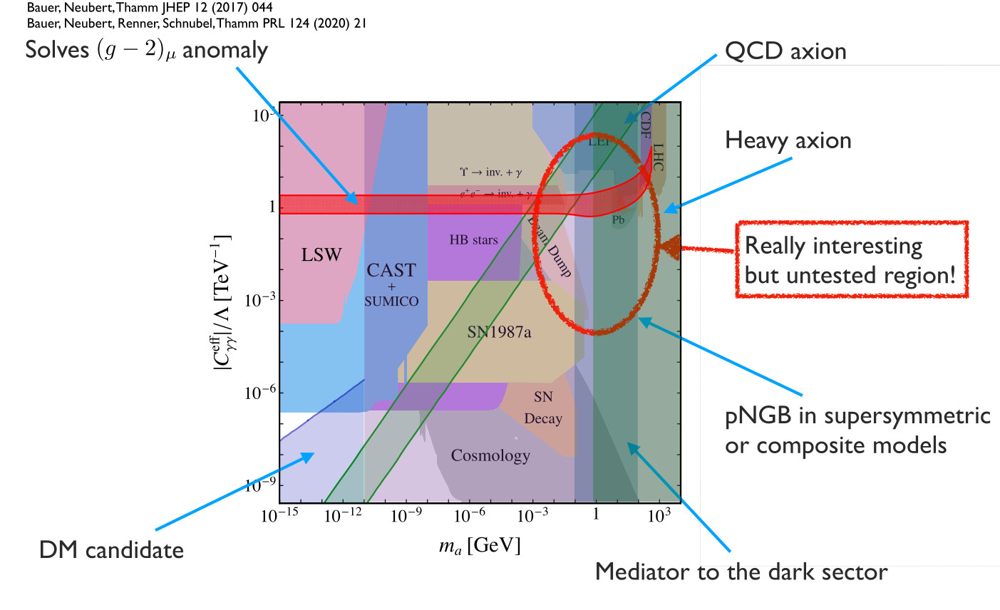 Bauer, Neubert, Thamm JHEP 12 (2017) 044
Bauer, Neubert, Renner, Schnubel, Thamm PRL 124 (2020) 21
Solves (g − 2)μ anomaly
QCD axion
Heavy axion
Really interesting
but untested region!
pNGB in supersymmetric
or composite models
Mediator to the dark sector
DM candidate
|C^eff_γγ|/Λ [TeV⁻¹]
1
10⁻³
10⁻⁶
10⁻⁹
LEP
CDF
LHC
ϒ → inv. + γ
e⁺e⁻ → inv. + γ
Pb
HB stars
Beam Dump
LSW
CAST
+
SUMICO
SN1987a
SN
Decay
Cosmology
10⁻¹⁵ 10⁻¹² 10⁻⁹ 10⁻⁶ 10⁻³ 1 10³
mₐ [GeV]